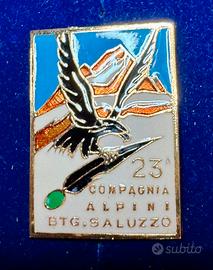 23ª
COMPAGNIA
ALPINI
BTG. SALUZZO
subito